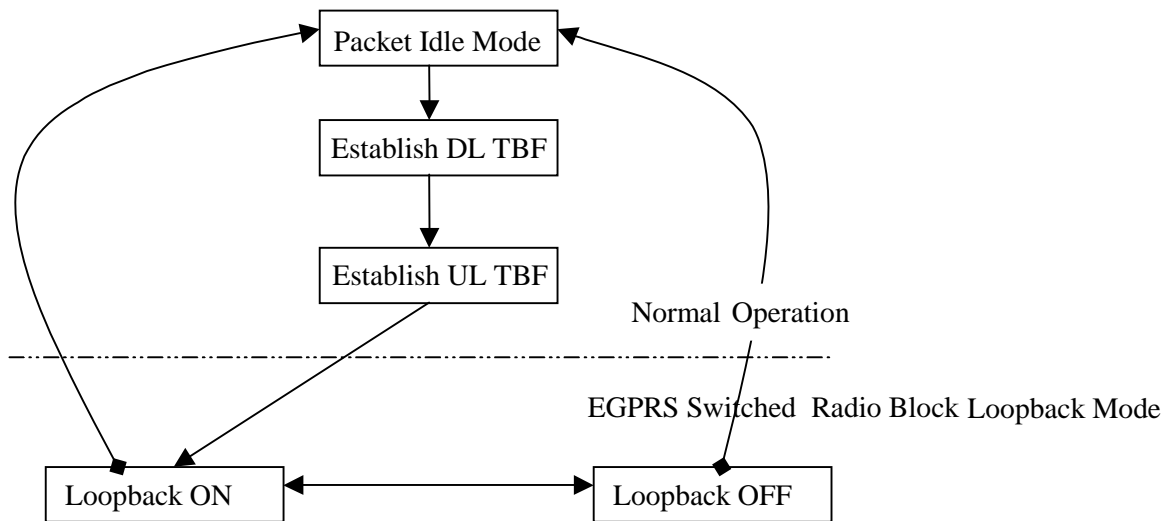 Packet Idle Mode
Establish DL TBF
Establish UL TBF
Normal Operation
EGPRS Switched Radio Block Loopback Mode
Loopback ON
Loopback OFF